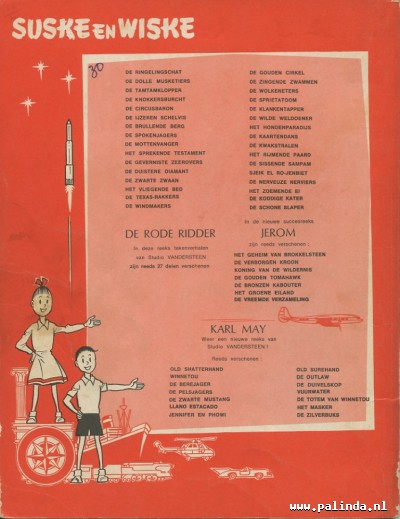 SUSKE EN WISKE
30
DE RINGELINGSCHAT
DE DOLLE MUSKETIERS
DE TAMTAMKLOPPER
DE KNOKKERSBURCHT
DE CIRCUSBARON
DE IJZEREN SCHELVIS
DE BRULLENDE BERG
DE SPOKENJAGERS
DE MOTTENVANGER
HET SPREKENDE TESTAMENT
DE GEVERNISTE ZEEROVERS
DE DUISTERE DIAMANT
DE ZWARTE ZWAAN
HET VLIEGENDE BED
DE TEXAS-RAKKERS
DE WINDMAKERS
DE GOUDEN CIRKEL
DE ZINGENDE ZWAMMEN
DE WOLKENETERS
DE SPRIETATOOM
DE KLANKENTAPPER
DE WILDE WELDOENER
HET HONDENPARADIJS
DE KAARTENDANS
DE KWAKSTRALEN
HET RIJMENDE PAARD
DE SISSENDE SAMPAM
SJEIK EL RO-JENBIET
DE NERVEUZE NERVIERS
HET ZOEMENDE EI
DE KODDIGE KATER
DE SCHONE SLAPER
DE RODE RIDDER
In deze reeks tekenverhalen
van Studio VANDERSTEEN
zijn reeds 27 delen verschenen
In de nieuwe succesreeks
JEROM
zijn reeds verschenen :
HET GEHEIM VAN BROKKELSTEEN
DE VERBORGEN KROON
KONING VAN DE WILDERNIS
DE GOUDEN TOMAHAWK
DE BRONZEN KABOUTER
HET GROENE EILAND
DE VREEMDE VERZAMELING
KARL MAY
Weer een nieuwe reeks van
Studio VANDERSTEEN !
Reeds verschenen :
OLD SHATTERHAND
WINNETOU
DE BERENJAGER
DE PELSJAGERS
DE ZWARTE MUSTANG
LLANO ESTACADO
JENNIFER EN PHOWI
OLD SUREHAND
DE OUTLAW
DE DUIVELSKOP
VUURWATER
DE TOTEM VAN WINNETOU
HET MASKER
DE ZILVERBUKS
www.palinda.nl